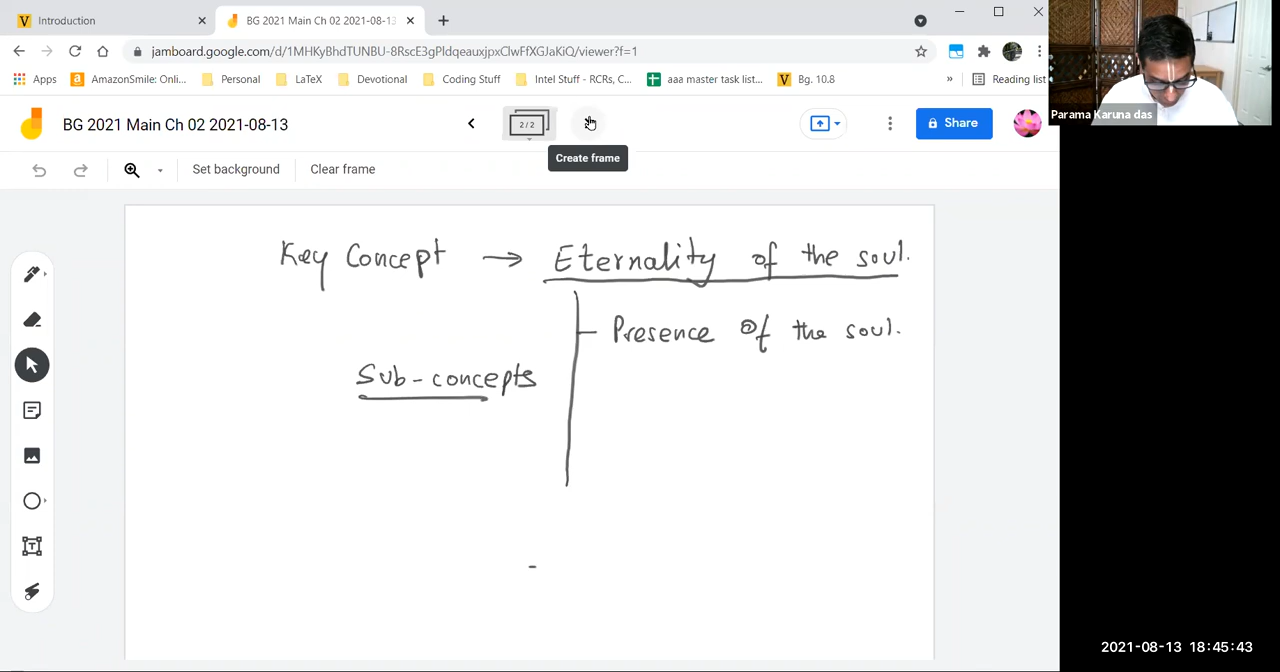 Introduction
BG 2021 Main Ch 02 2021-08-13
jamboard.google.com/d/1MHKyBhdTUNBU-8RscE3gPldqeauxjpxClwFfXGJaKiQ/viewer?f=1
Apps
AmazonSmile: Onli...
Personal
LaTeX
Devotional
Coding Stuff
Intel Stuff - RCRs, C...
aaa master task list...
Bg. 10.8
»
Reading list
Parama Karuna das
BG 2021 Main Ch 02 2021-08-13
2 / 2
Share
Create frame
Set background
Clear frame
Key Concept → Eternality of the soul.
Presence of the soul.
Sub-concepts
2021-08-13 18:45:43